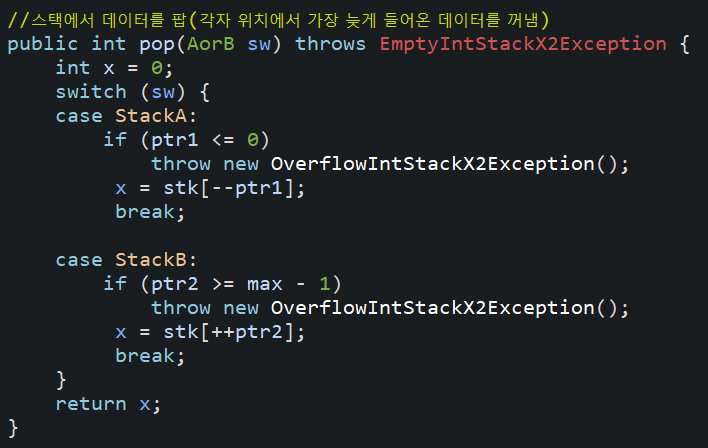 //스택에서 데이터를 팝(각자 위치에서 가장 늦게 들어온 데이터를 꺼냄)
public int pop(AorB sw) throws EmptyIntStackX2Exception {
    int x = 0;
    switch (sw) {
    case StackA:
        if (ptr1 <= 0)
            throw new OverflowIntStackX2Exception();
         x = stk[--ptr1];
         break;

    case StackB:
        if (ptr2 >= max - 1)
            throw new OverflowIntStackX2Exception();
         x = stk[++ptr2];
         break;
    }
    return x;
}